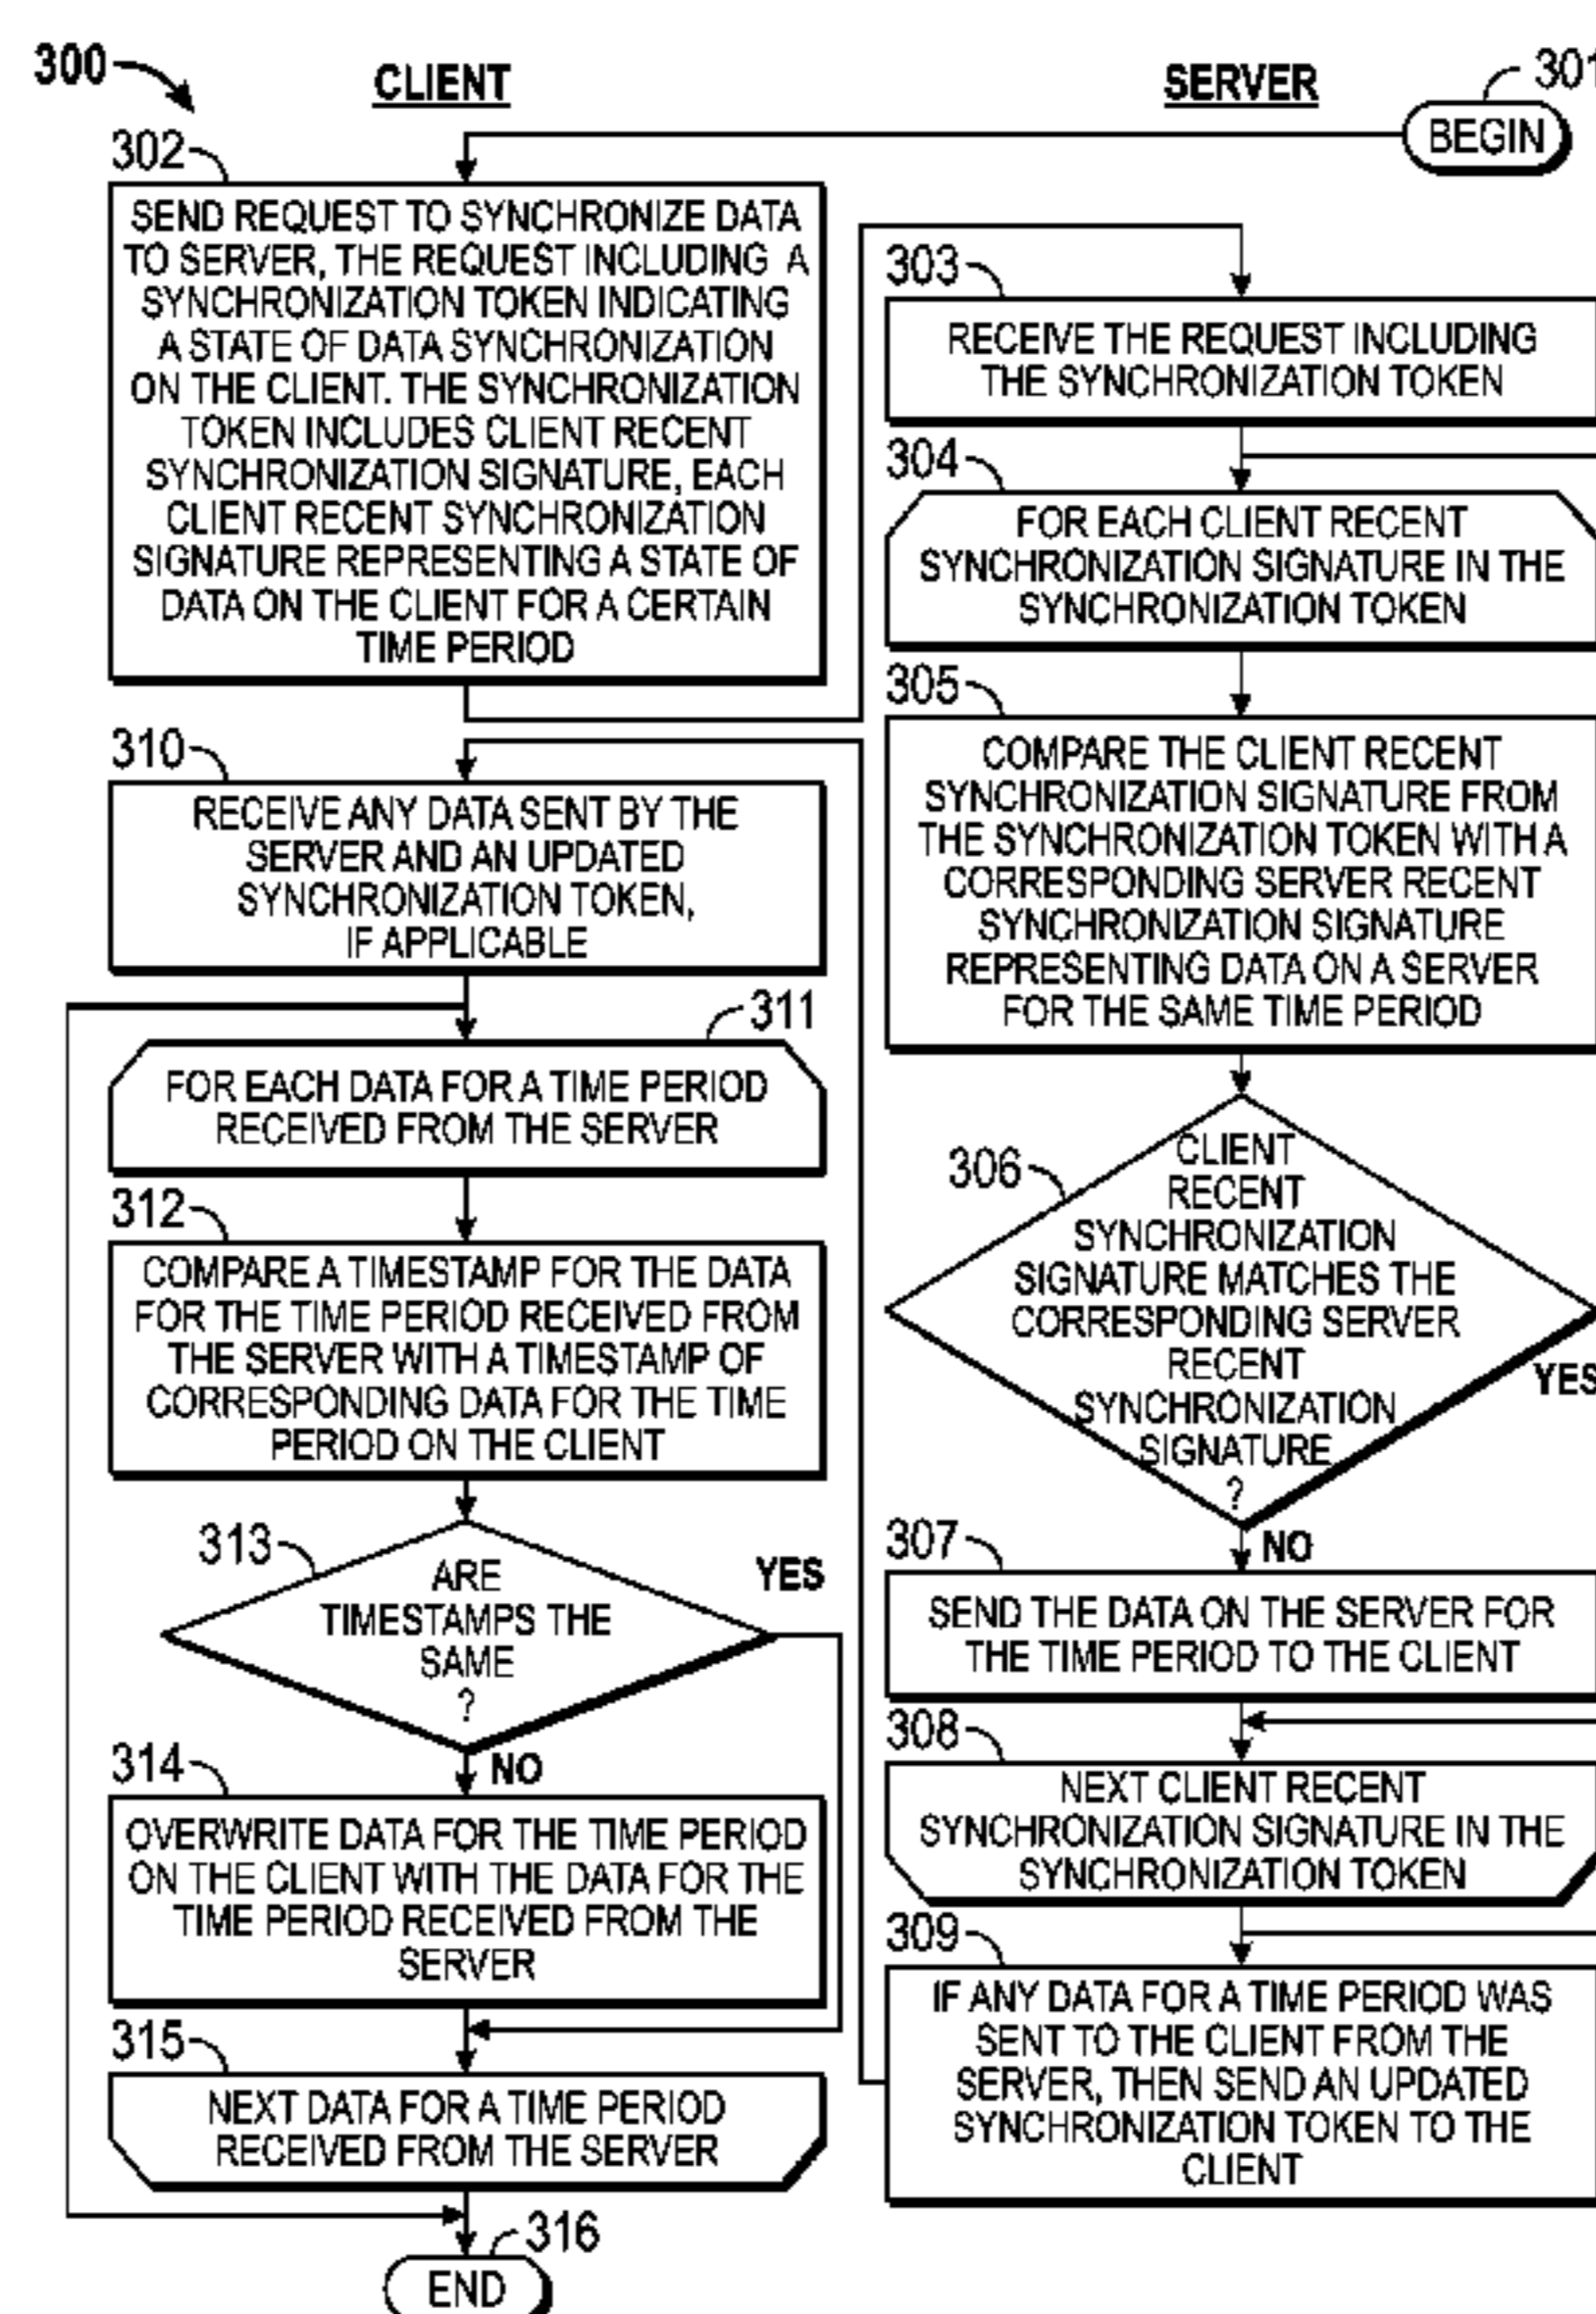 300
CLIENT
SERVER
301
BEGIN
302
SEND REQUEST TO SYNCHRONIZE DATA
TO SERVER, THE REQUEST INCLUDING A
SYNCHRONIZATION TOKEN INDICATING
A STATE OF DATA SYNCHRONIZATION
ON THE CLIENT. THE SYNCHRONIZATION
TOKEN INCLUDES CLIENT RECENT
SYNCHRONIZATION SIGNATURE, EACH
CLIENT RECENT SYNCHRONIZATION
SIGNATURE REPRESENTING A STATE OF
DATA ON THE CLIENT FOR A CERTAIN
TIME PERIOD
303
RECEIVE THE REQUEST INCLUDING
THE SYNCHRONIZATION TOKEN
304
FOR EACH CLIENT RECENT
SYNCHRONIZATION SIGNATURE IN THE
SYNCHRONIZATION TOKEN
305
COMPARE THE CLIENT RECENT
SYNCHRONIZATION SIGNATURE FROM
THE SYNCHRONIZATION TOKEN WITH A
CORRESPONDING SERVER RECENT
SYNCHRONIZATION SIGNATURE
REPRESENTING DATA ON A SERVER
FOR THE SAME TIME PERIOD
306
CLIENT
RECENT
SYNCHRONIZATION
SIGNATURE MATCHES THE
CORRESPONDING SERVER
RECENT
SYNCHRONIZATION
SIGNATURE
?
YES
NO
307
SEND THE DATA ON THE SERVER FOR
THE TIME PERIOD TO THE CLIENT
308
NEXT CLIENT RECENT
SYNCHRONIZATION SIGNATURE IN THE
SYNCHRONIZATION TOKEN
309
IF ANY DATA FOR A TIME PERIOD WAS
SENT TO THE CLIENT FROM THE
SERVER, THEN SEND AN UPDATED
SYNCHRONIZATION TOKEN TO THE
CLIENT
310
RECEIVE ANY DATA SENT BY THE
SERVER AND AN UPDATED
SYNCHRONIZATION TOKEN,
IF APPLICABLE
311
FOR EACH DATA FOR A TIME PERIOD
RECEIVED FROM THE SERVER
312
COMPARE A TIMESTAMP FOR THE DATA
FOR THE TIME PERIOD RECEIVED FROM
THE SERVER WITH A TIMESTAMP OF
CORRESPONDING DATA FOR THE TIME
PERIOD ON THE CLIENT
313
ARE
TIMESTAMPS THE
SAME
?
YES
NO
314
OVERWRITE DATA FOR THE TIME PERIOD
ON THE CLIENT WITH THE DATA FOR THE
TIME PERIOD RECEIVED FROM THE
SERVER
315
NEXT DATA FOR A TIME PERIOD
RECEIVED FROM THE SERVER
316
END